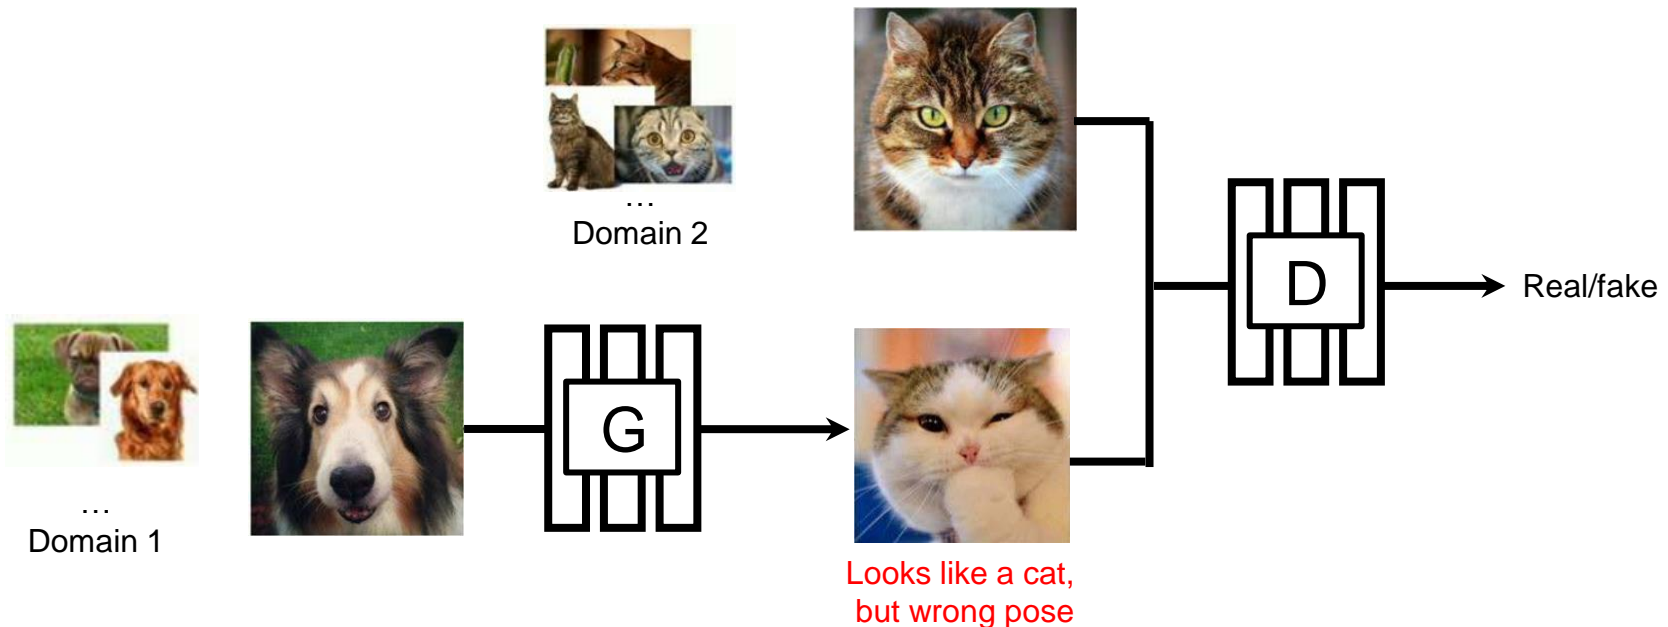 …
Domain 2
D
Real/fake
G
…
Domain 1
Looks like a cat,
but wrong pose